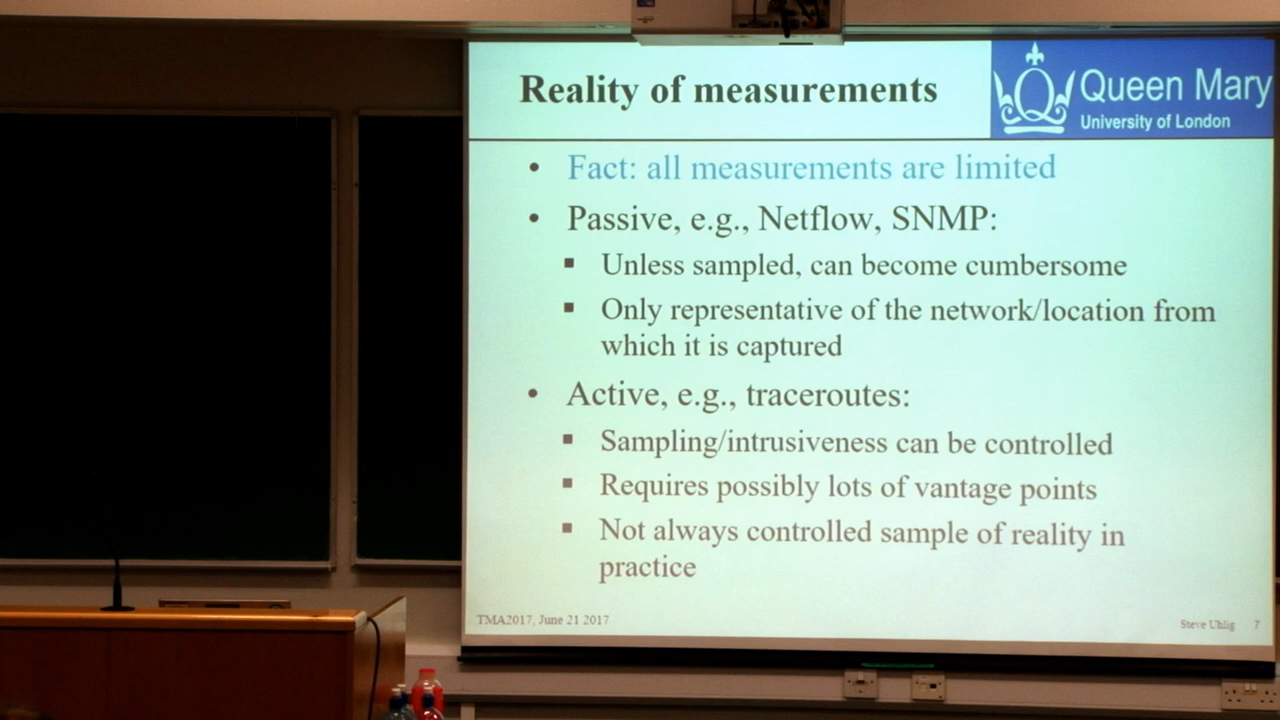 Reality of measurements
Queen Mary
University of London
• Fact: all measurements are limited
• Passive, e.g., Netflow, SNMP:
▪ Unless sampled, can become cumbersome
▪ Only representative of the network/location from
which it is captured
• Active, e.g., traceroutes:
▪ Sampling/intrusiveness can be controlled
▪ Requires possibly lots of vantage points
▪ Not always controlled sample of reality in
practice
TMA2017, June 21 2017
Steve Uhlig 7